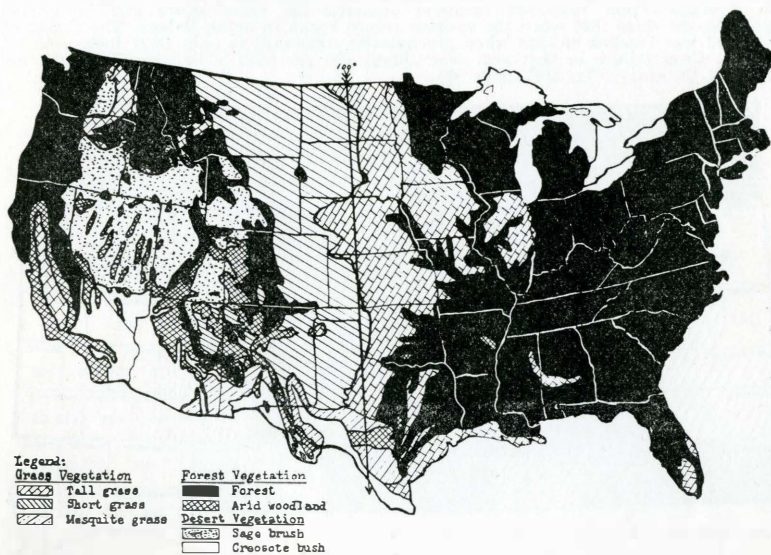 100°
Legend:
Grass Vegetation
Tall grass
Short grass
Mesquite grass
Forest Vegetation
Forest
Arid woodland
Desert Vegetation
Sage brush
Creosote bush